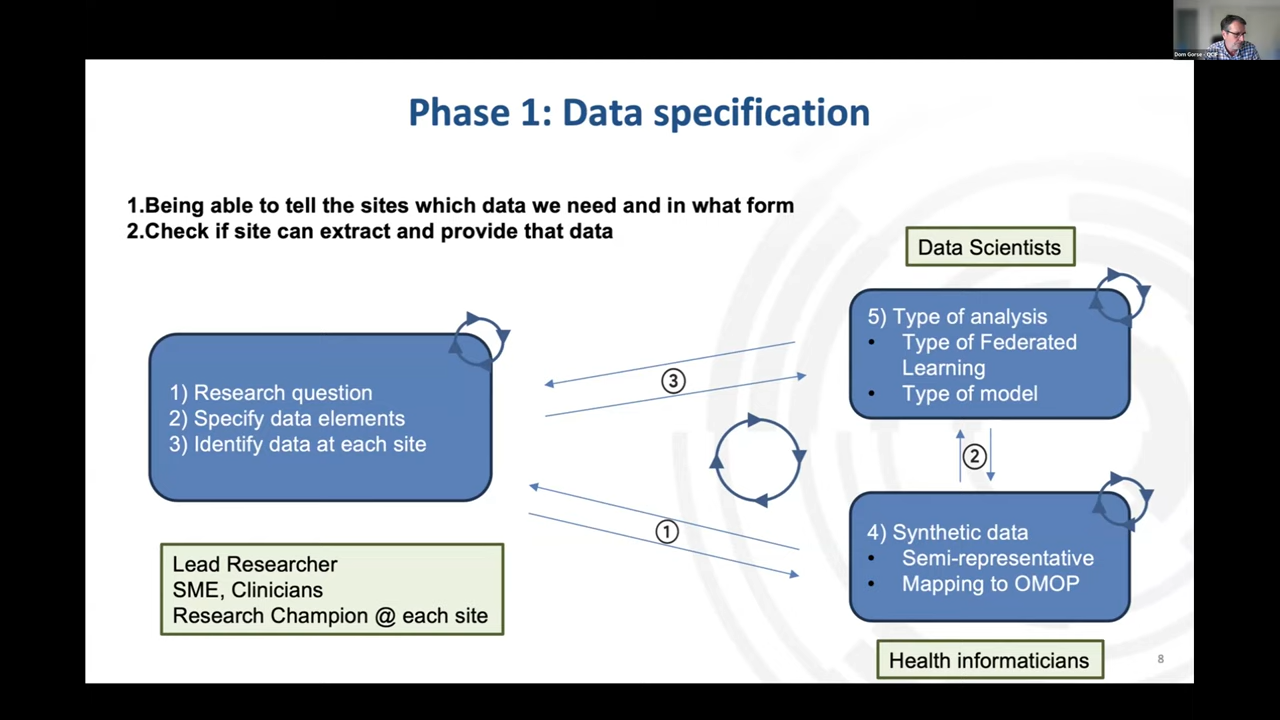 Dom Gorse - QCIF
Phase 1: Data specification
1.Being able to tell the sites which data we need and in what form
2.Check if site can extract and provide that data
Data Scientists
5) Type of analysis
• Type of Federated
Learning
• Type of model
1) Research question
2) Specify data elements
3) Identify data at each site
3
2
1
4) Synthetic data
• Semi-representative
• Mapping to OMOP
Lead Researcher
SME, Clinicians
Research Champion @ each site
Health informaticians
8